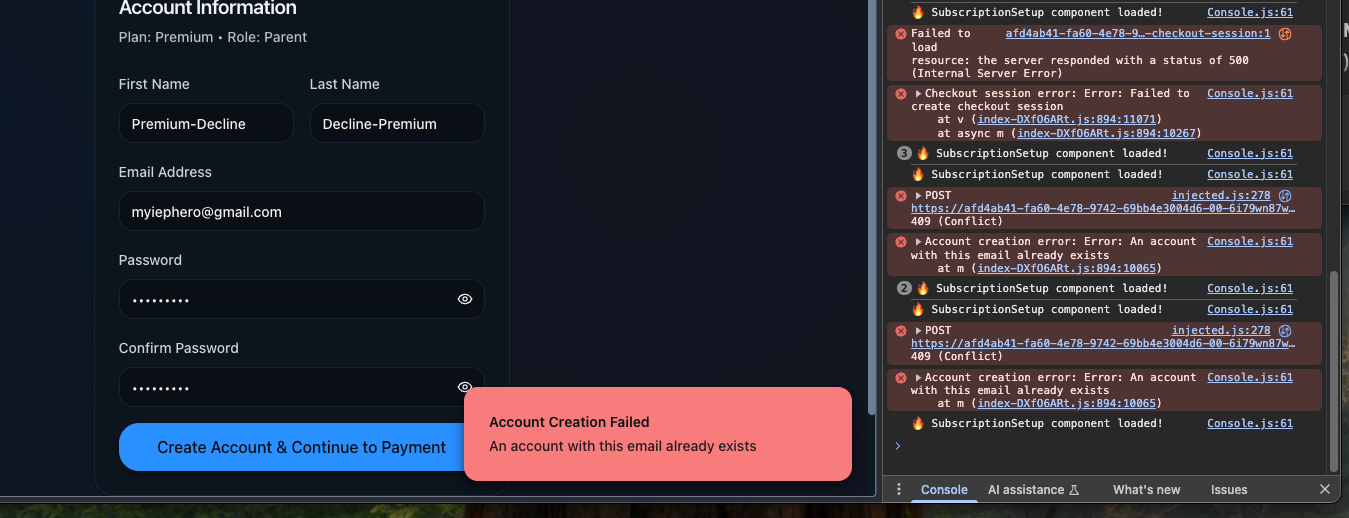 Account Information
Plan: Premium • Role: Parent
First Name
Last Name
Premium-Decline
Decline-Premium
Email Address
myiephero@gmail.com
Password
•••••••••
Confirm Password
•••••••••
Create Account & Continue to Payment
Account Creation Failed
An account with this email already exists
🔥 SubscriptionSetup component loaded! Console.js:61
Failed to afd4ab41-fa60-4e78-9…-checkout-session:1
load
resource: the server responded with a status of 500
(Internal Server Error)
Checkout session error: Error: Failed to Console.js:61
create checkout session
at v (index-DXfO6ARt.js:894:11071)
at async m (index-DXfO6ARt.js:894:10267)
3 🔥 SubscriptionSetup component loaded! Console.js:61
🔥 SubscriptionSetup component loaded! Console.js:61
POST injected.js:278
https://afd4ab41-fa60-4e78-9742-69bb4e3004d6-00-6i79wn87w…
409 (Conflict)
Account creation error: Error: An account Console.js:61
with this email already exists
at m (index-DXfO6ARt.js:894:10065)
2 🔥 SubscriptionSetup component loaded! Console.js:61
🔥 SubscriptionSetup component loaded! Console.js:61
POST injected.js:278
https://afd4ab41-fa60-4e78-9742-69bb4e3004d6-00-6i79wn87w…
409 (Conflict)
Account creation error: Error: An account Console.js:61
with this email already exists
at m (index-DXfO6ARt.js:894:10065)
🔥 SubscriptionSetup component loaded! Console.js:61
Console AI assistance What's new Issues